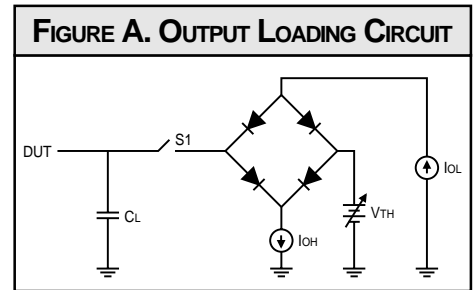 FIGURE A. OUTPUT LOADING CIRCUIT
S1
DUT
IOL
CL
VTH
IOH